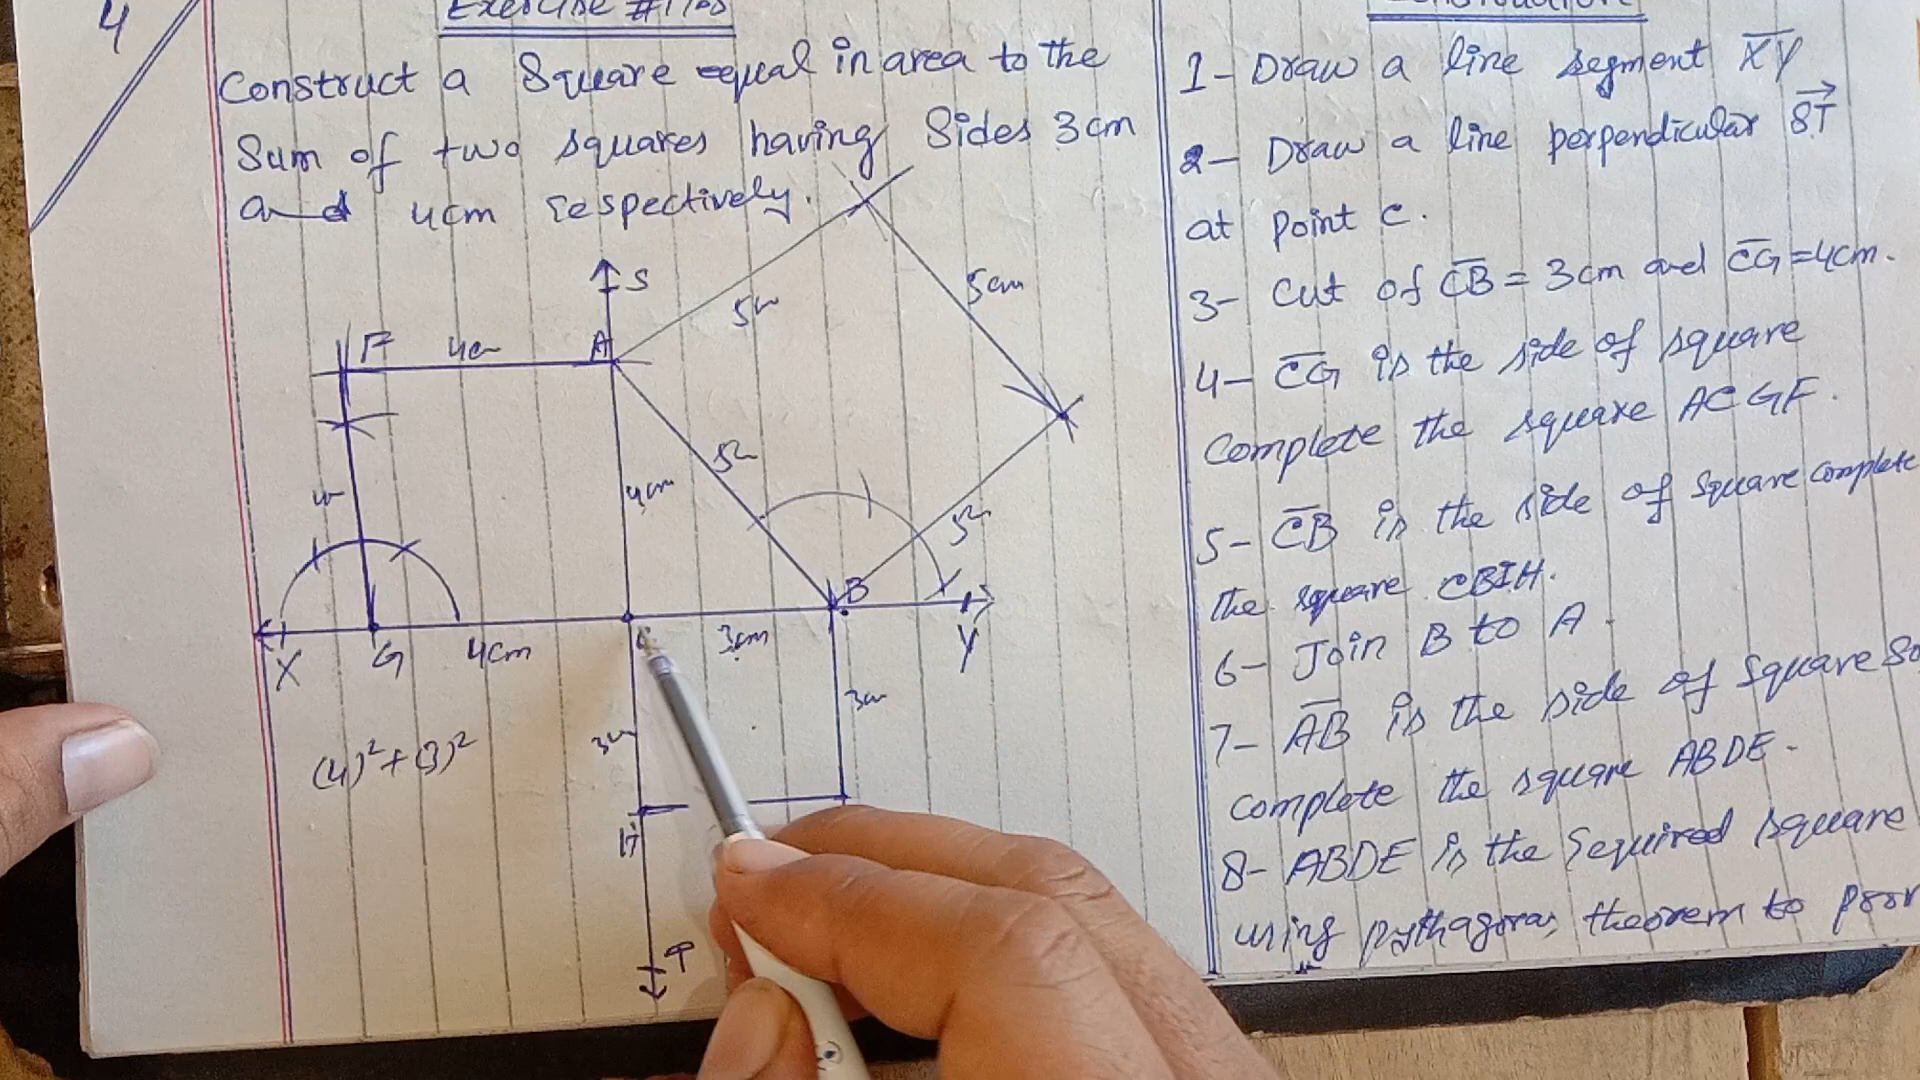 4
Exercise #17.8
Construct a Square eqeal in area to the
Sum of two squares having Sides 3cm
and 4cm respectively.
S
5cm
5cm
F
4cm
A
5cm
4cm
5cm
B
X
G
4cm
C
3cm
Y
3cm
3cm
(4)²+(3)²
H
T
Construction
1- Draw a line segment XY
2- Draw a line perpendicular ST
at point C.
3- Cut of CB = 3cm and CG = 4cm.
4- CG is the side of square
Complete the square ACGF.
5- CB is the side of square complete
the square CBIH.
6- Join B to A.
7- AB is the side of square So
complete the square ABDE.
8- ABDE is the required square
using pythagoras theorem to